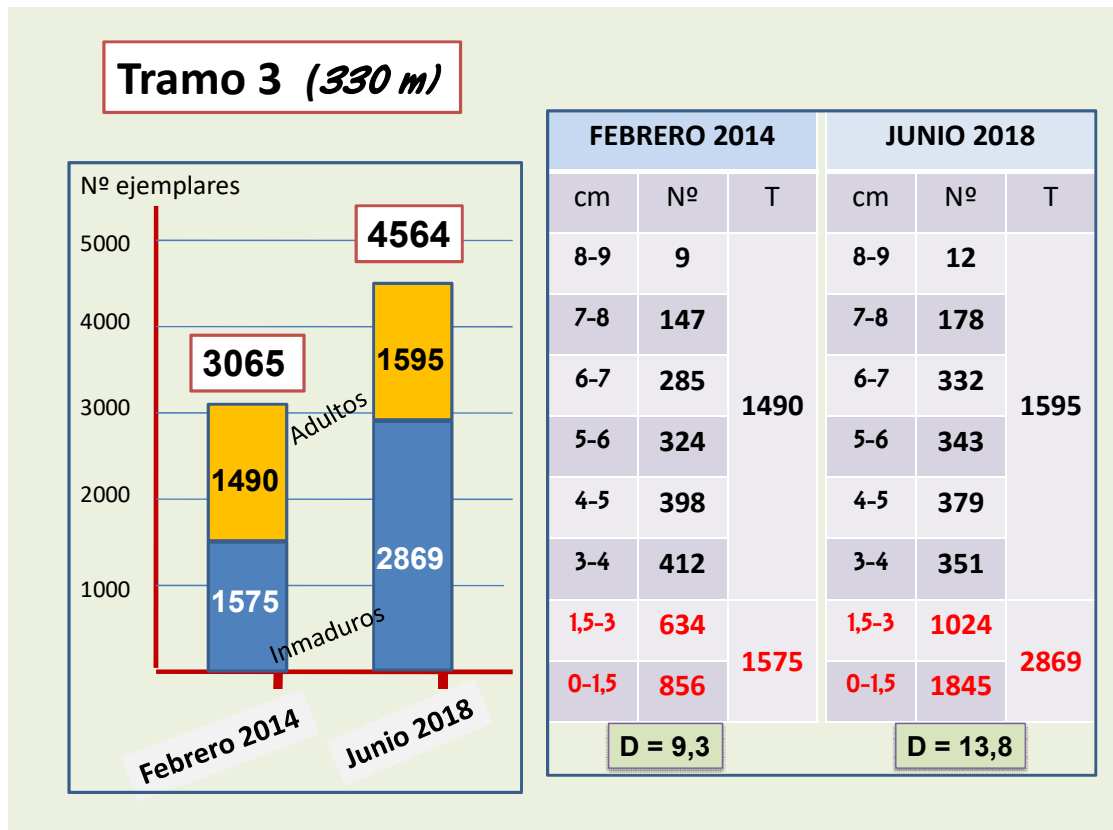 Tramo 3 (330 m)
Nº ejemplares
5000
4000
3000
2000
1000
4564
3065
1595
1490
2869
1575
Adultos
Inmaduros
Febrero 2014
Junio 2018
FEBRERO 2014 JUNIO 2018
cm Nº T cm Nº T
8-9 9 8-9 12
7-8 147 7-8 178
6-7 285 6-7 332
1490 1595
5-6 324 5-6 343
4-5 398 4-5 379
3-4 412 3-4 351
1,5-3 634 1,5-3 1024
1575 2869
0-1,5 856 0-1,5 1845
D = 9,3 D = 13,8